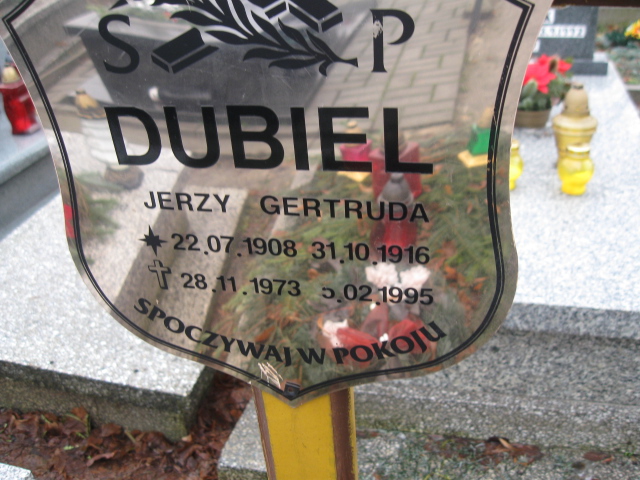 S P
DUBIEL
JERZY GERTRUDA
22.07.1908 31.10.1916
28.11.1973 5.02.1995
SPOCZYWAJ W POKOJU